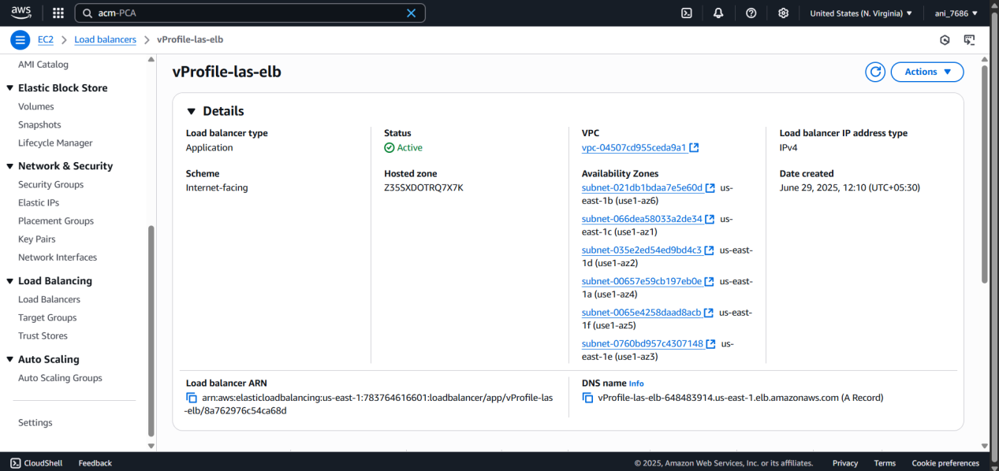 aws
acm-PCA
United States (N. Virginia)
ani_7686
EC2
Load balancers
vProfile-las-elb
AMI Catalog
Elastic Block Store
Volumes
Snapshots
Lifecycle Manager
Network & Security
Security Groups
Elastic IPs
Placement Groups
Key Pairs
Network Interfaces
Load Balancing
Load Balancers
Target Groups
Trust Stores
Auto Scaling
Auto Scaling Groups
Settings
vProfile-las-elb
Actions
Details
Load balancer type
Application
Scheme
Internet-facing
Status
Active
Hosted zone
Z35SXDOTRQ7X7K
VPC
vpc-04507cd955ceda9a1
Availability Zones
subnet-021db1bdaa7e5e60d us-
east-1b (use1-az6)
subnet-066dea58033a2de34 us-
east-1c (use1-az1)
subnet-035e2ed54ed9bd4c3 us-east-
1d (use1-az2)
subnet-00657e59cb197eb0e us-east-
1a (use1-az4)
subnet-0065e4258daad8acb us-east-
1f (use1-az5)
subnet-0760bd957c4307148 us-
east-1e (use1-az3)
Load balancer IP address type
IPv4
Date created
June 29, 2025, 12:10 (UTC+05:30)
Load balancer ARN
arn:aws:elasticloadbalancing:us-east-1:783764616601:loadbalancer/app/vProfile-las
-elb/8a762976c54ca68d
DNS name Info
vProfile-las-elb-648483914.us-east-1.elb.amazonaws.com (A Record)
CloudShell
Feedback
© 2025, Amazon Web Services, Inc. or its affiliates.
Privacy
Terms
Cookie preferences